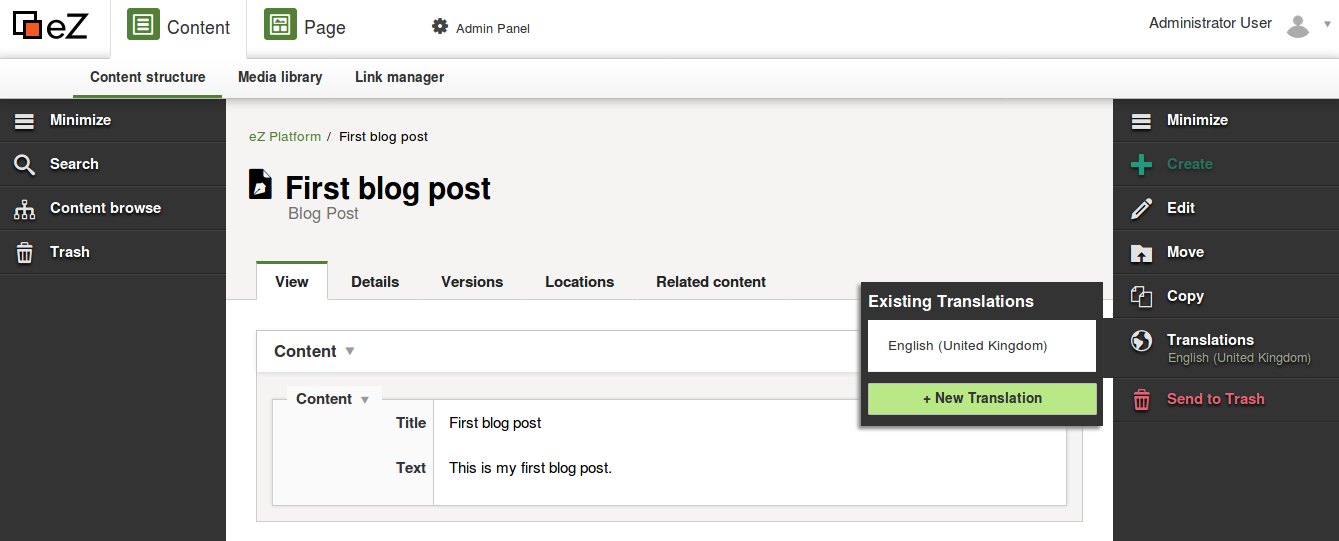 eZ
Content
Page
Admin Panel
Administrator User
Content structure
Media library
Link manager
Minimize
Search
Content browse
Trash
eZ Platform / First blog post
First blog post
Blog Post
View
Details
Versions
Locations
Related content
Content
Content
Title
First blog post
Text
This is my first blog post.
Existing Translations
English (United Kingdom)
+ New Translation
Minimize
Create
Edit
Move
Copy
Translations
English (United Kingdom)
Send to Trash